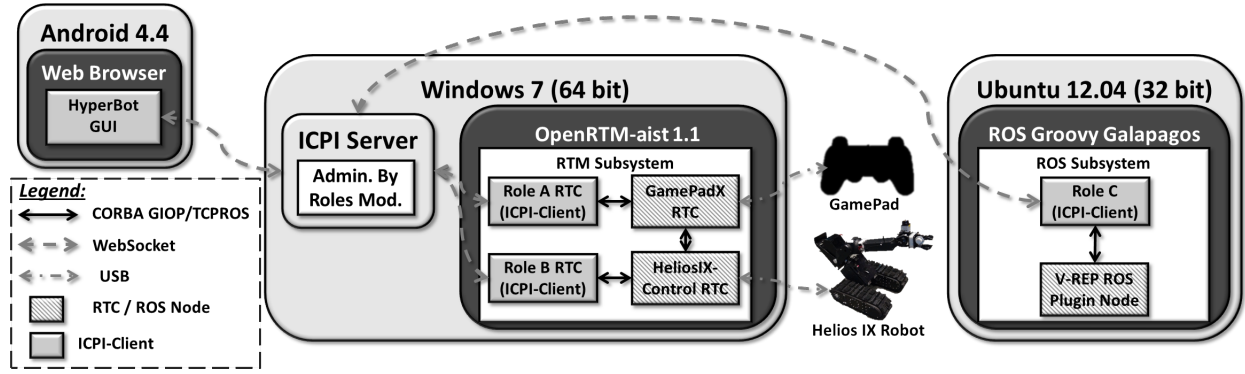 Android 4.4
Web Browser
HyperBot
GUI
Legend:
CORBA GIOP/TCPROS
WebSocket
USB
RTC / ROS Node
ICPI-Client
Windows 7 (64 bit)
ICPI Server
Admin. By
Roles Mod.
OpenRTM-aist 1.1
RTM Subsystem
Role A RTC
(ICPI-Client)
GamePadX
RTC
Role B RTC
(ICPI-Client)
HeliosIX-
Control RTC
GamePad
Helios IX Robot
Ubuntu 12.04 (32 bit)
ROS Groovy Galapagos
ROS Subsystem
Role C
(ICPI-Client)
V-REP ROS
Plugin Node